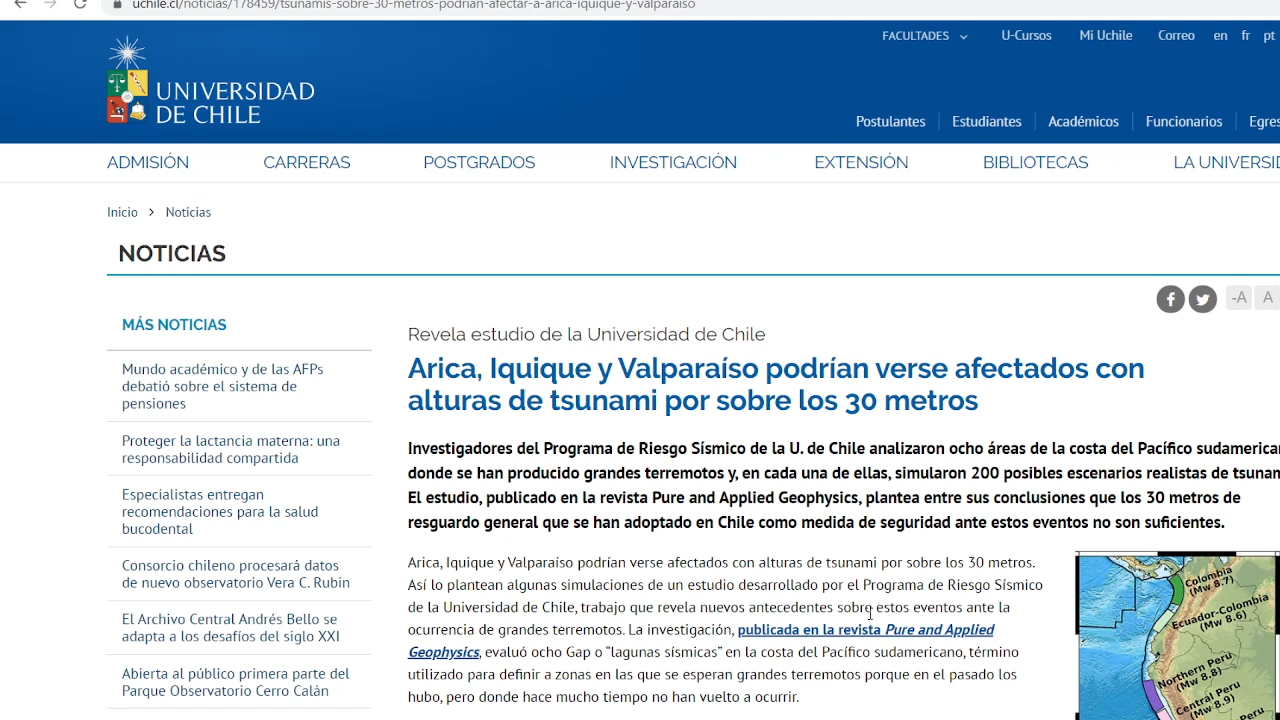 uchile.cl/noticias/178459/tsunamis-sobre-30-metros-podrian-afectar-a-arica-iquique-y-valparaiso
FACULTADES
U-Cursos
Mi Uchile
Correo
en
fr
pt
UNIVERSIDAD
DE CHILE
Postulantes
Estudiantes
Académicos
Funcionarios
Egres
ADMISIÓN
CARRERAS
POSTGRADOS
INVESTIGACIÓN
EXTENSIÓN
BIBLIOTECAS
LA UNIVERSID
Inicio > Noticias
NOTICIAS
-A
A
MÁS NOTICIAS
Mundo académico y de las AFPs
debatió sobre el sistema de
pensiones
Proteger la lactancia materna: una
responsabilidad compartida
Especialistas entregan
recomendaciones para la salud
bucodental
Consorcio chileno procesará datos
de nuevo observatorio Vera C. Rubin
El Archivo Central Andrés Bello se
adapta a los desafíos del siglo XXI
Abierta al público primera parte del
Parque Observatorio Cerro Calán
Revela estudio de la Universidad de Chile
Arica, Iquique y Valparaíso podrían verse afectados con
alturas de tsunami por sobre los 30 metros
Investigadores del Programa de Riesgo Sísmico de la U. de Chile analizaron ocho áreas de la costa del Pacífico sudamerican
donde se han producido grandes terremotos y, en cada una de ellas, simularon 200 posibles escenarios realistas de tsunam
El estudio, publicado en la revista Pure and Applied Geophysics, plantea entre sus conclusiones que los 30 metros de
resguardo general que se han adoptado en Chile como medida de seguridad ante estos eventos no son suficientes.
Arica, Iquique y Valparaíso podrían verse afectados con alturas de tsunami por sobre los 30 metros.
Así lo plantean algunas simulaciones de un estudio desarrollado por el Programa de Riesgo Sísmico
de la Universidad de Chile, trabajo que revela nuevos antecedentes sobre estos eventos ante la
ocurrencia de grandes terremotos. La investigación, publicada en la revista Pure and Applied
Geophysics, evaluó ocho Gap o “lagunas sísmicas” en la costa del Pacífico sudamericano, término
utilizado para definir a zonas en las que se esperan grandes terremotos porque en el pasado los
hubo, pero donde hace mucho tiempo no han vuelto a ocurrir.
Colombia
(Mw 8.7)
Ecuador-Colombia
(Mw 8.6)
Northern Peru
(Mw 8.8)
Central Peru
(Mw 8.9)
Peru